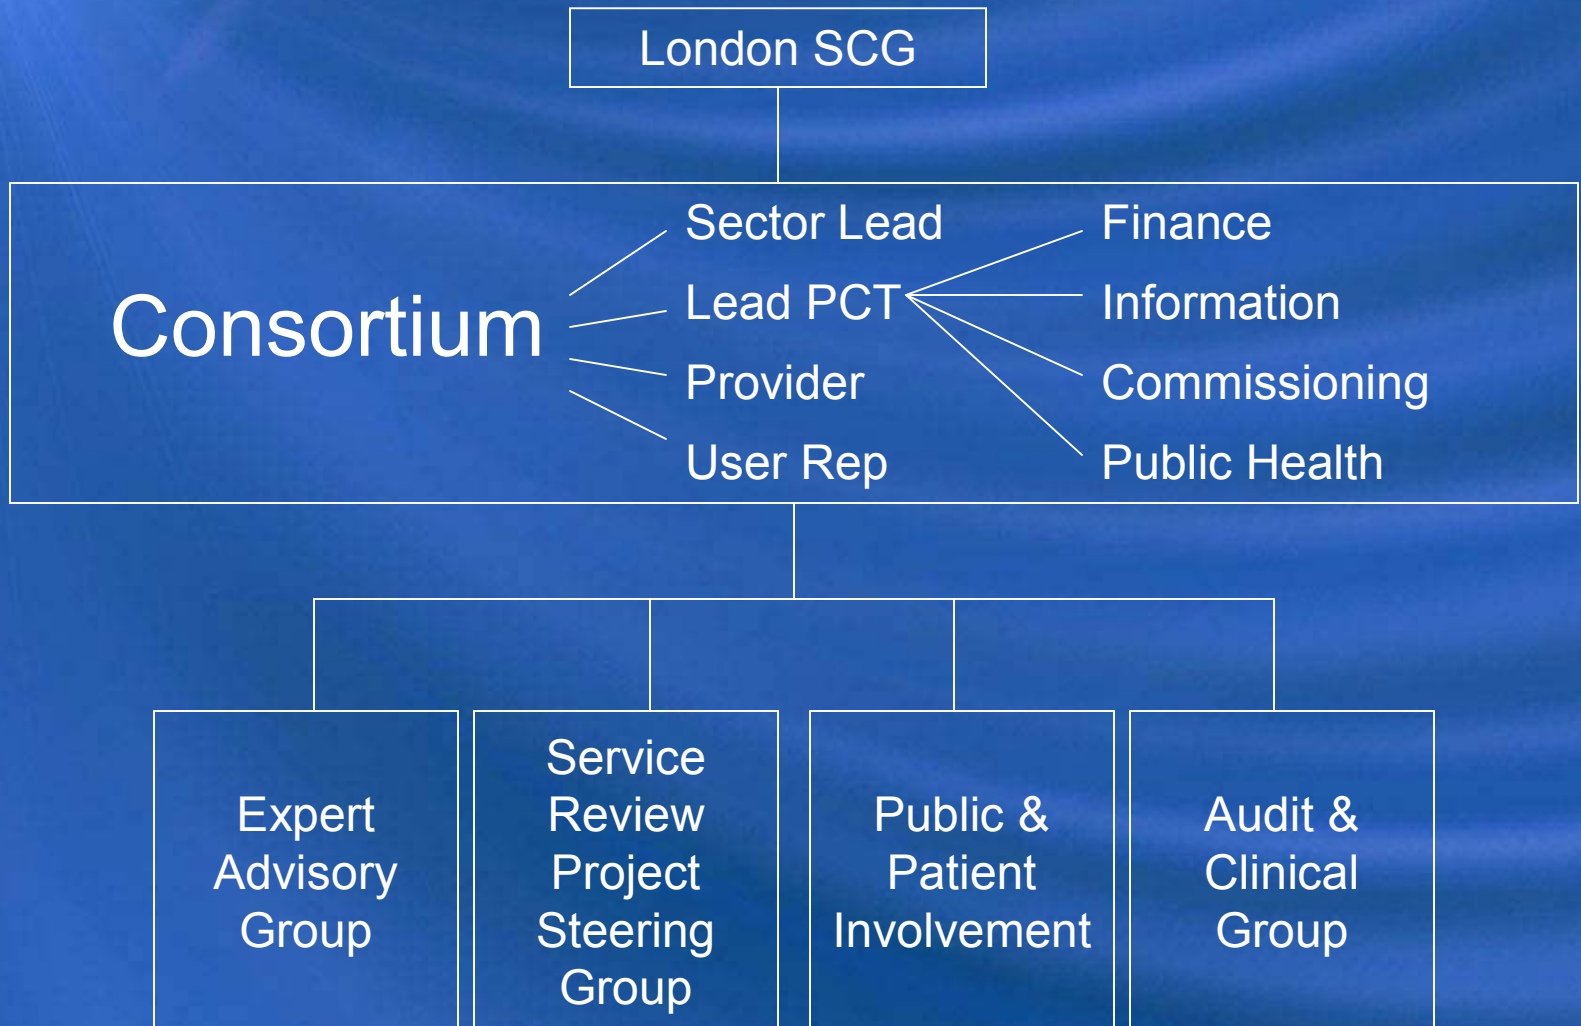 London SCG
Consortium
Sector Lead
Lead PCT
Provider
User Rep
Finance
Information
Commissioning
Public Health
Expert
Advisory
Group
Service
Review
Project
Steering
Group
Public &
Patient
Involvement
Audit &
Clinical
Group